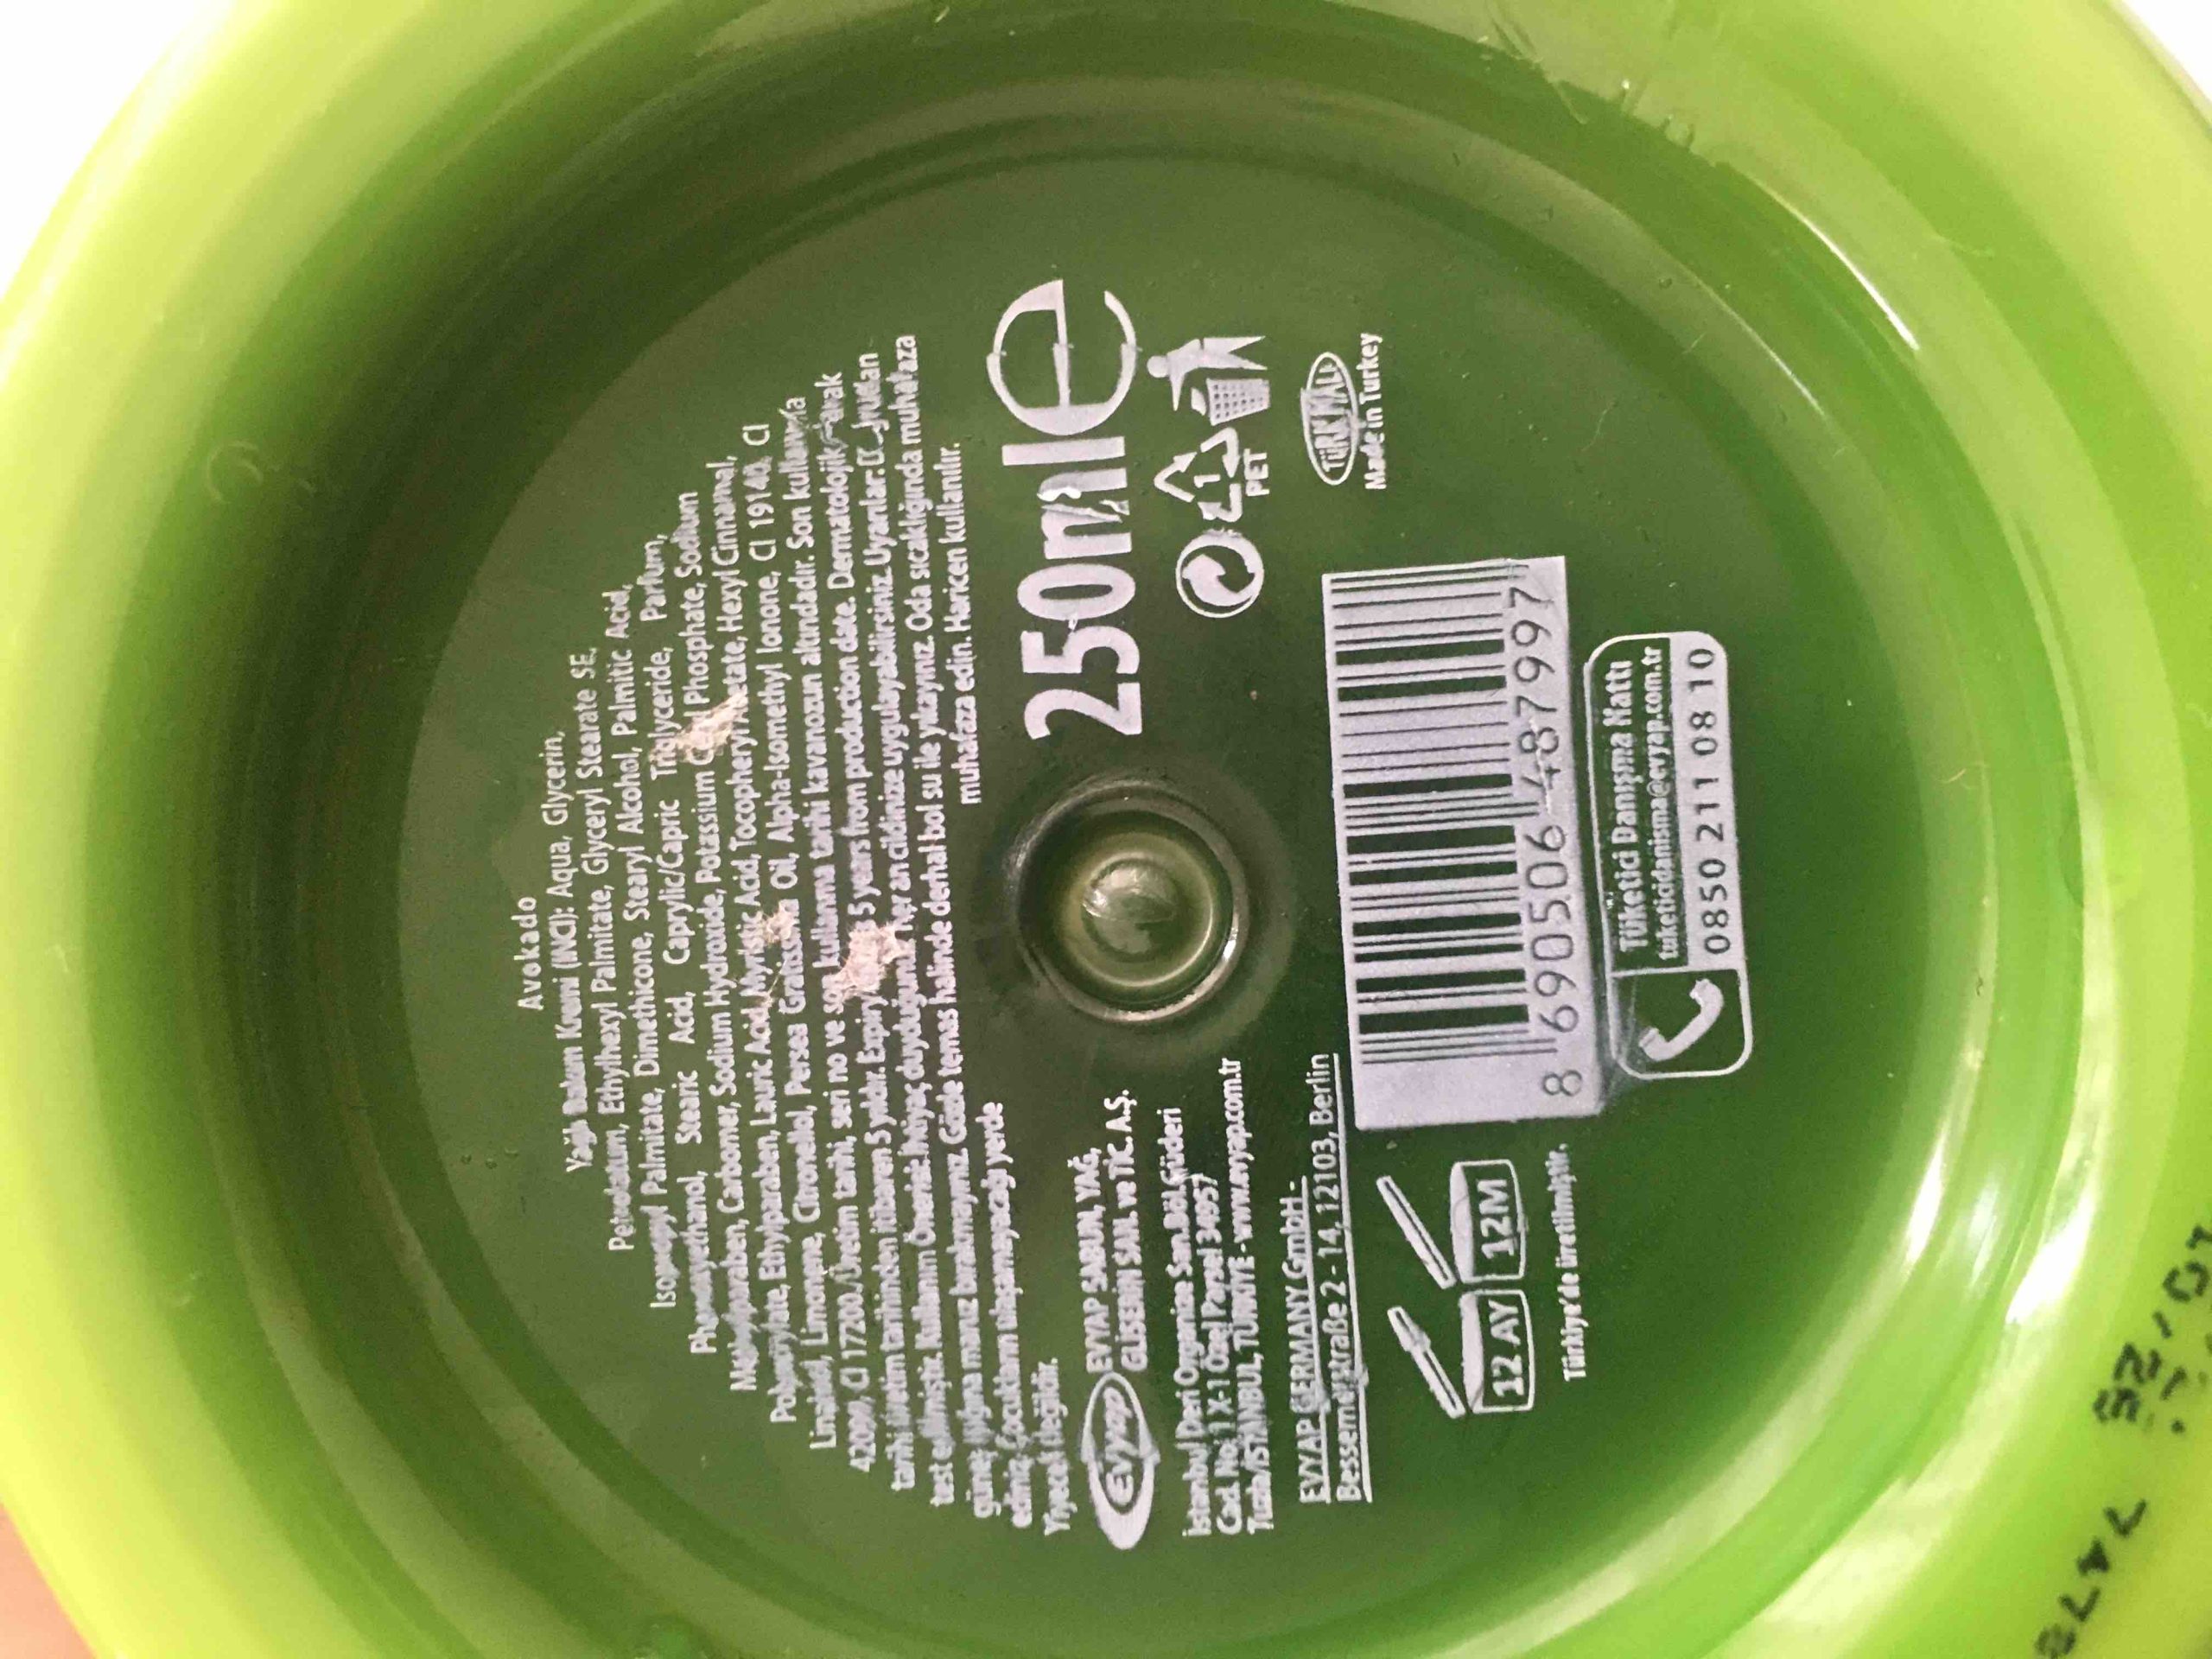 Avokado
Yağlı Bakım Kremi (INCI): Aqua, Glycerin,
Petrolatum, Ethylhexyl Palmitate, Glyceryl Stearate SE,
Isopropyl Palmitate, Dimethicone, Stearyl Alcohol, Palmitic Acid,
Phenoxyethanol, Stearic Acid, Caprylic/Capric Triglyceride, Parfum,
Methylparaben, Carbomer, Sodium Hydroxide, Potassium Cetyl Phosphate, Sodium
Polyacrylate, Ethylparaben, Lauric Acid, Myristic Acid, Tocopheryl Acetate, Hexyl Cinnamal,
Linalool, Limonene, Citronellol, Persea Gratissima Oil, Alpha-Isomethyl Ionone, CI 19140, CI
42090, CI 17200./Üretim tarihi, seri no ve son kullanma tarihi kavanozun altındadır. Son kullanma
tarihi üretim tarihinden itibaren 5 yıldır. Expiry is 5 years from production date. Dermatolojik olarak
test edilmiştir. Kullanım Önerisi: İhtiyaç duyduğunuz her an cildinize uygulayabilirsiniz. Uyarılar: Doğrudan
güneş ışığına maruz bırakmayınız. Gözle temas halinde derhal bol su ile yıkayınız. Oda sıcaklığında muhafaza
ediniz. Çocukların ulaşamayacağı yerde muhafaza edin. Haricen kullanılır.
Yiyecel değildir.
250ml e
Evyap
EVYAP SABUN, YAĞ,
GLİSERİN SAN. ve TİC. A.Ş.
İstanbul Deri Organize San.Böl.Güderi
Cad. No: 1 X-1 Özel Parsel 34957
Tuzla/İSTANBUL, TÜRKİYE - www.evyap.com.tr
EVYAP GERMANY GmbH -
Bessemerstraße 2 - 14, 12103, Berlin
1
PET
TÜRK MALI
Made in Turkey
12 AY
12M
Türkiye'de üretilmiştir.
8 690506 487997
Tüketici Danışma Hattı
tuketicidanisma@evyap.com.tr
0850 211 08 10